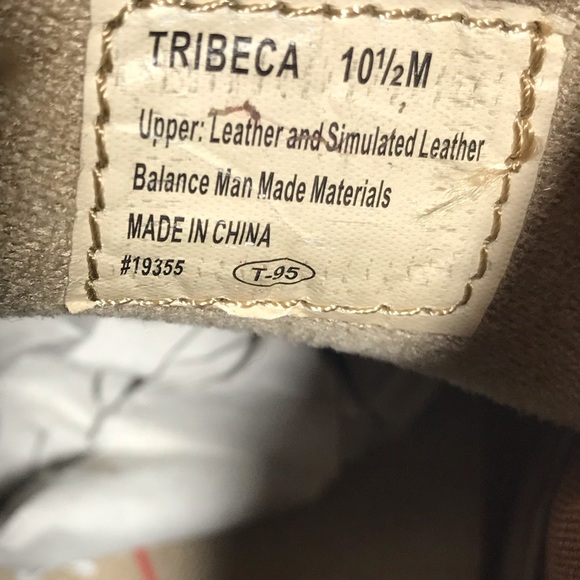 TRIBECA 10½M
Upper: Leather and Simulated Leather
Balance Man Made Materials
MADE IN CHINA
#19355 T-95